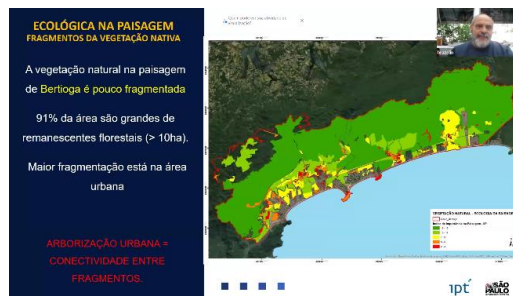 ECOLÓGICA NA PAISAGEM
FRAGMENTOS DA VEGETAÇÃO NATIVA
A vegetação natural na paisagem
de Bertioga é pouco fragmentada
91% da área são grandes de
remanescentes florestais (> 10ha).
Maior fragmentação está na área
urbana
ARBORIZAÇÃO URBANA =
CONECTIVIDADE ENTRE
FRAGMENTOS.
ipt
SÃO
PAULO